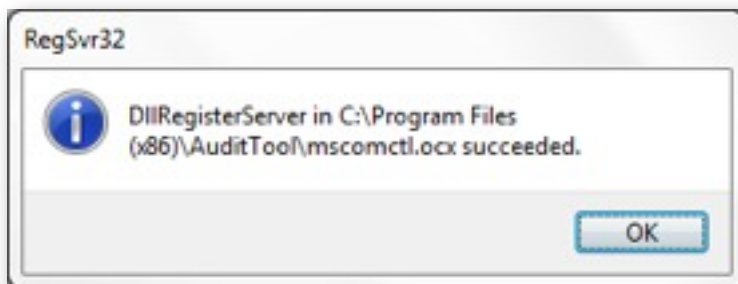 RegSvr32
DllRegisterServer in C:\Program Files
(x86)\AuditTool\mscomctl.ocx succeeded.
OK